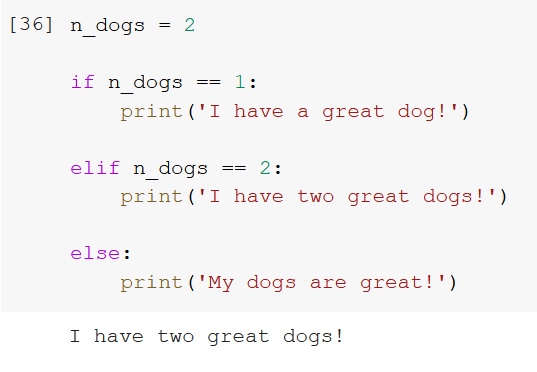 [36] n_dogs = 2
if n_dogs == 1:
print('I have a great dog!')
elif n_dogs == 2:
print('I have two great dogs!')
else:
print('My dogs are great!')
I have two great dogs!